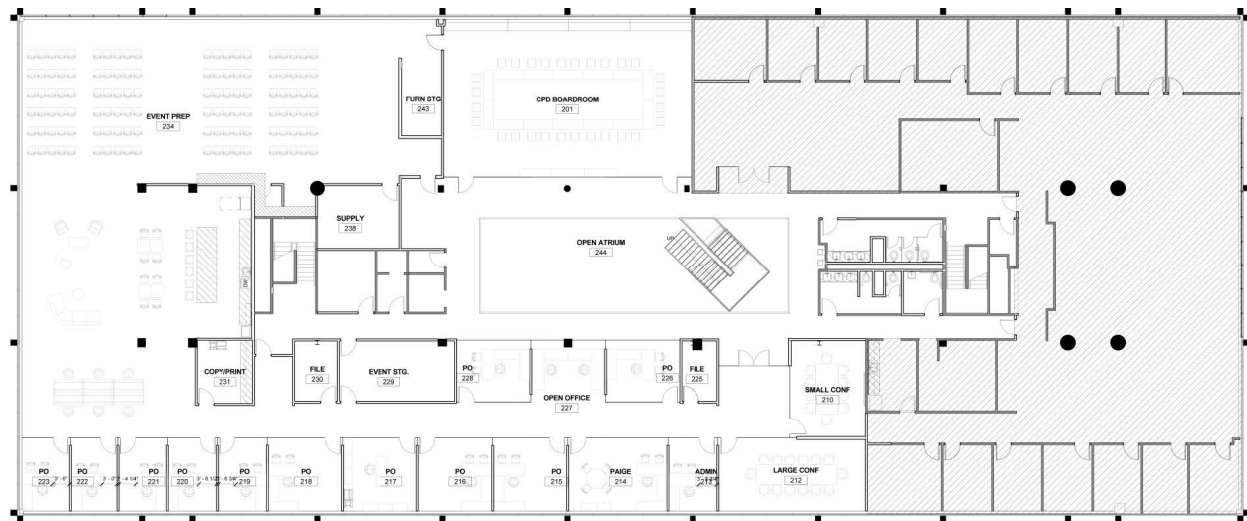 FURN STG
243
CPD BOARDROOM
201
EVENT PREP
234
SUPPLY
238
OPEN ATRIUM
244
UP
DW
COPY/PRINT
231
FILE
230
EVENT STG.
229
PO
228
PO
226
FILE
225
OPEN OFFICE
227
SMALL CONF
210
PO
223
PO
222
PO
221
PO
220
PO
219
PO
218
PO
217
PO
216
PO
215
PAIGE
214
ADMIN
213
LARGE CONF
212